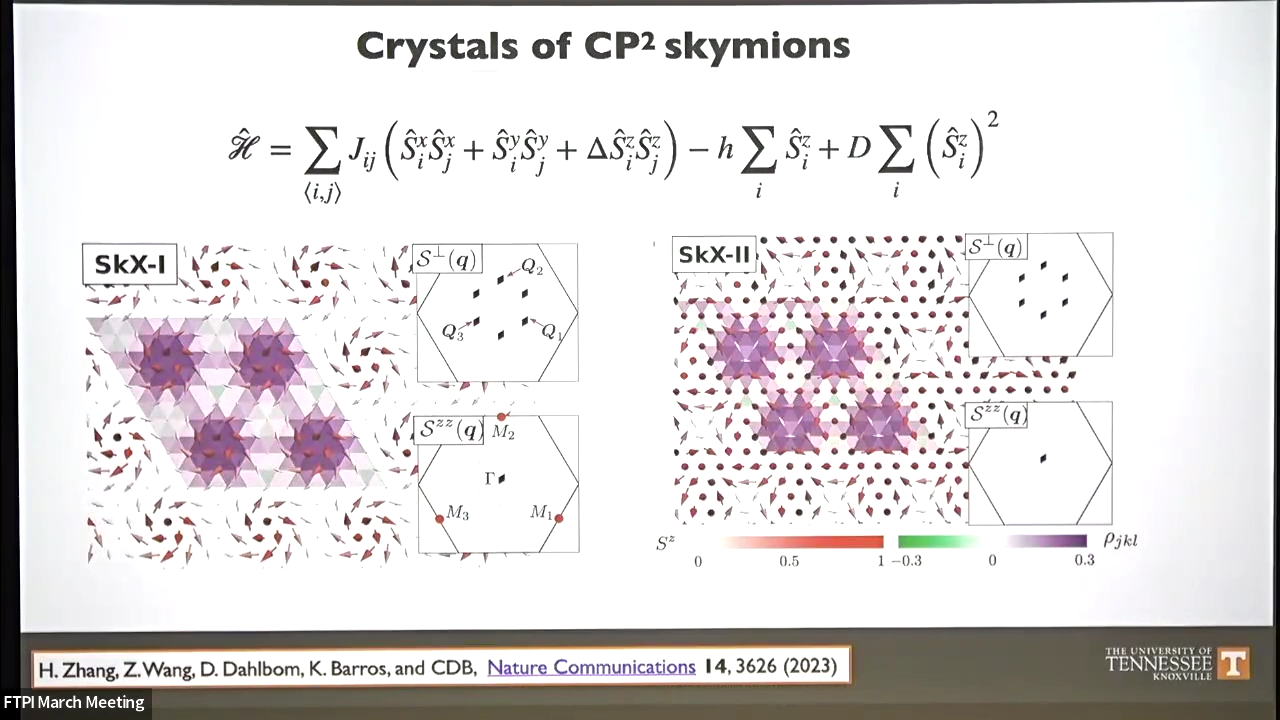 Crystals of CP² skymions
Ĥ = ∑⟨i,j⟩ Jᵢⱼ (Ŝᵢˣ Ŝⱼˣ + Ŝᵢʸ Ŝⱼʸ + ΔŜᵢᶻ Ŝⱼᶻ) − h ∑ᵢ Ŝᵢᶻ + D ∑ᵢ (Ŝᵢᶻ)²
SkX-I
S⊥(q)
Q₂
Q₃
Q₁
Sᶻᶻ(q)
M₂
Γ
M₃
M₁
SkX-II
S⊥(q)
Sᶻᶻ(q)
Sᶻ
0 0.5 1 −0.3 0 0.3
ρⱼₖₗ
H. Zhang, Z. Wang, D. Dahlbom, K. Barros, and CDB, Nature Communications 14, 3626 (2023)
THE UNIVERSITY OF
TENNESSEE
KNOXVILLE
T
FTPI March Meeting